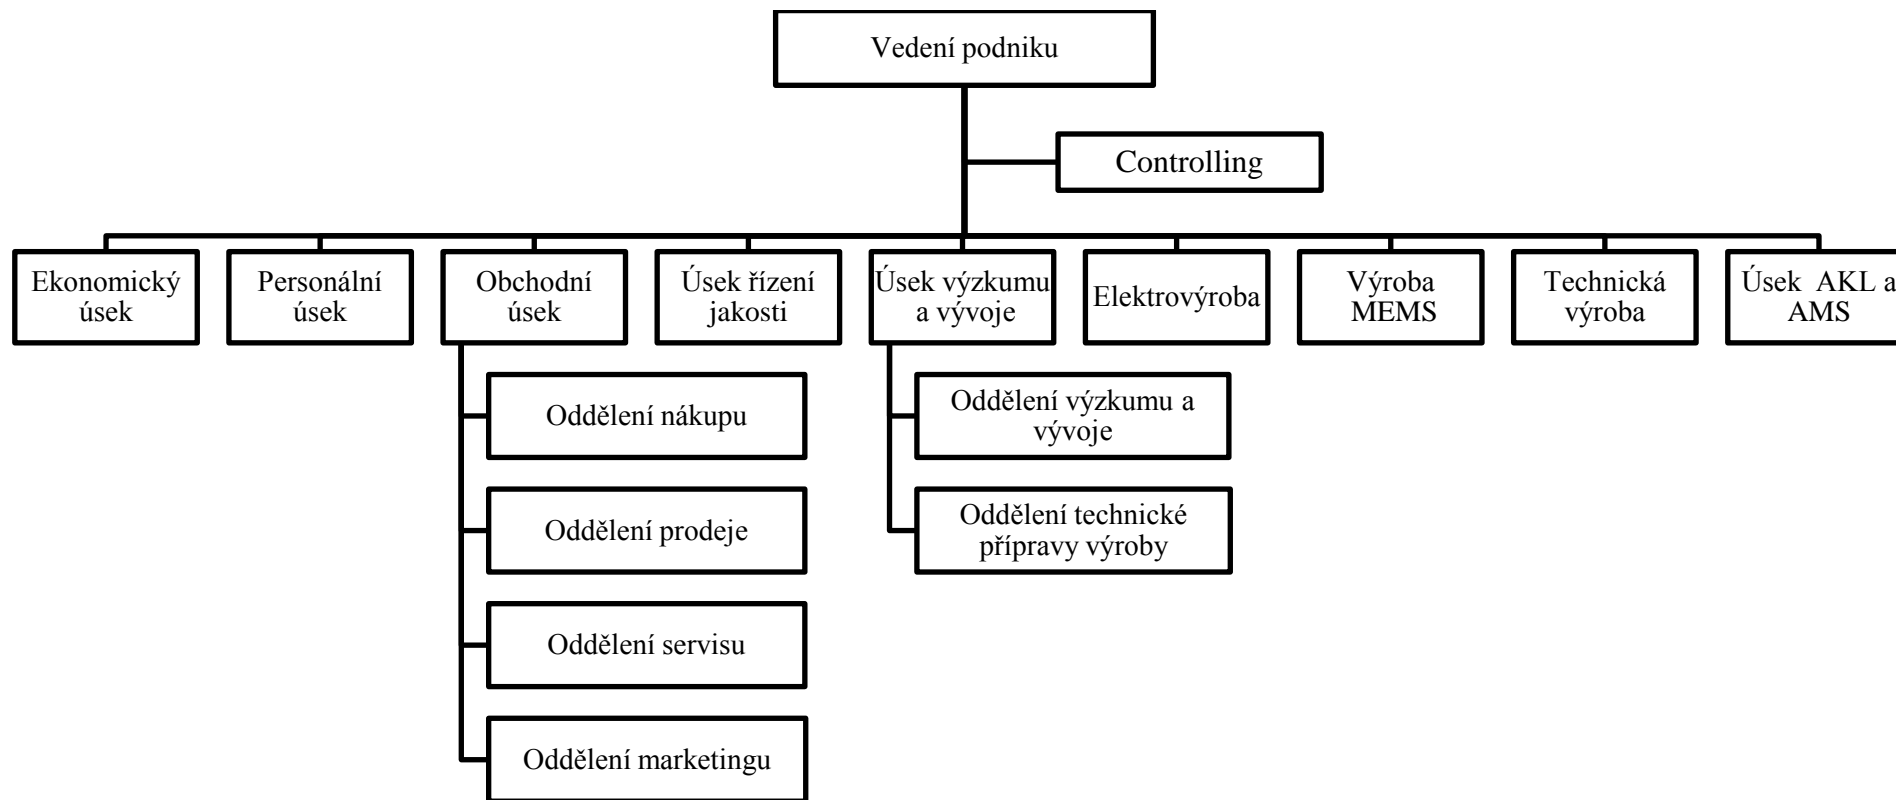 Vedení podniku
Controlling
Ekonomický
úsek
Personální
úsek
Obchodní
úsek
Úsek řízení
jakosti
Úsek výzkumu
a vývoje
Elektrovýroba
Výroba
MEMS
Technická
výroba
Úsek AKL a
AMS
Oddělení nákupu
Oddělení výzkumu a
vývoje
Oddělení prodeje
Oddělení technické
přípravy výroby
Oddělení servisu
Oddělení marketingu